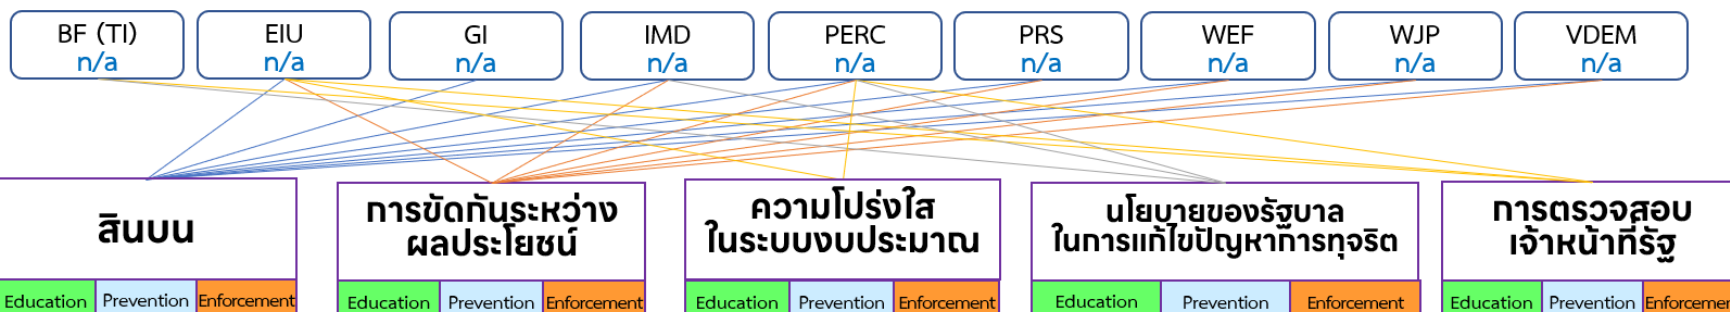 BF (TI)
n/a
EIU
n/a
GI
n/a
IMD
n/a
PERC
n/a
PRS
n/a
WEF
n/a
WJP
n/a
VDEM
n/a
สินบน
Education
Prevention
Enforcement
การขัดกันระหว่าง
ผลประโยชน์
Education
Prevention
Enforcement
ความโปร่งใส
ในระบบงบประมาณ
Education
Prevention
Enforcement
นโยบายของรัฐบาล
ในการแก้ไขปัญหาการทุจริต
Education
Prevention
Enforcement
การตรวจสอบ
เจ้าหน้าที่รัฐ
Education
Prevention
Enforcemen